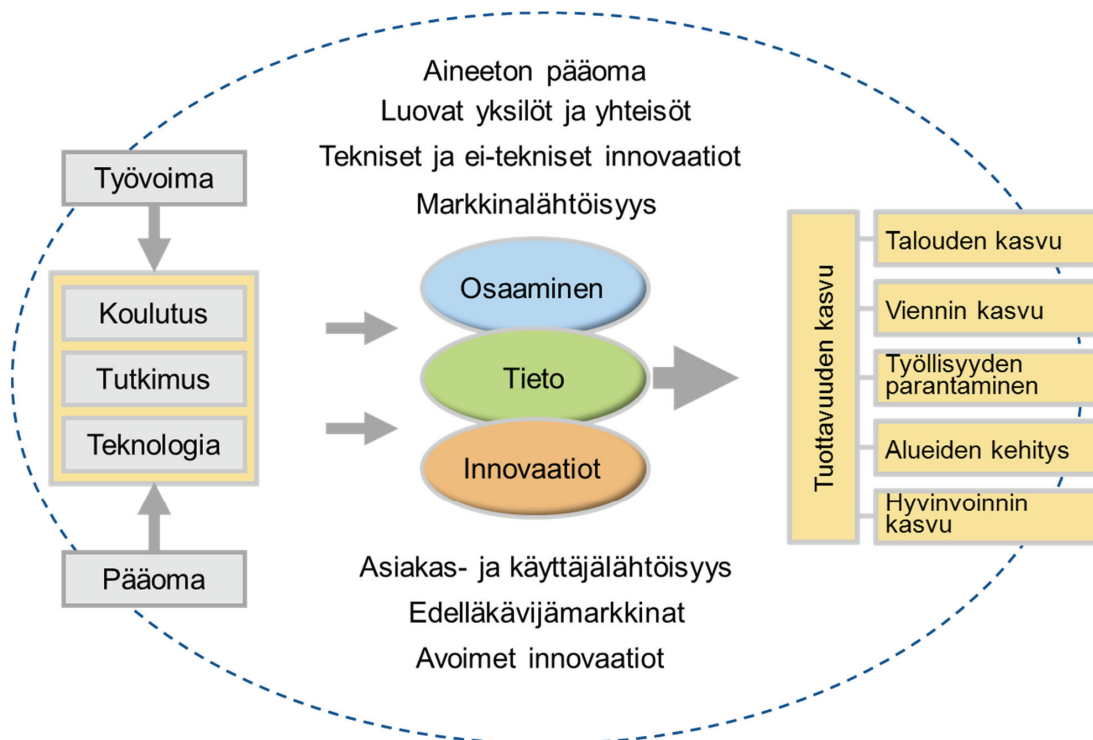 Aineeton pääoma
Luovat yksilöt ja yhteisöt
Tekniset ja ei-tekniset innovaatiot
Markkinalähtöisyys
Työvoima
Koulutus
Tutkimus
Teknologia
Pääoma
Osaaminen
Tieto
Innovaatiot
Asiakas- ja käyttäjälähtöisyys
Edelläkävijämarkkinat
Avoimet innovaatiot
Tuottavuuden kasvu
Talouden kasvu
Viennin kasvu
Työllisyyden
parantaminen
Alueiden kehitys
Hyvinvoinnin
kasvu